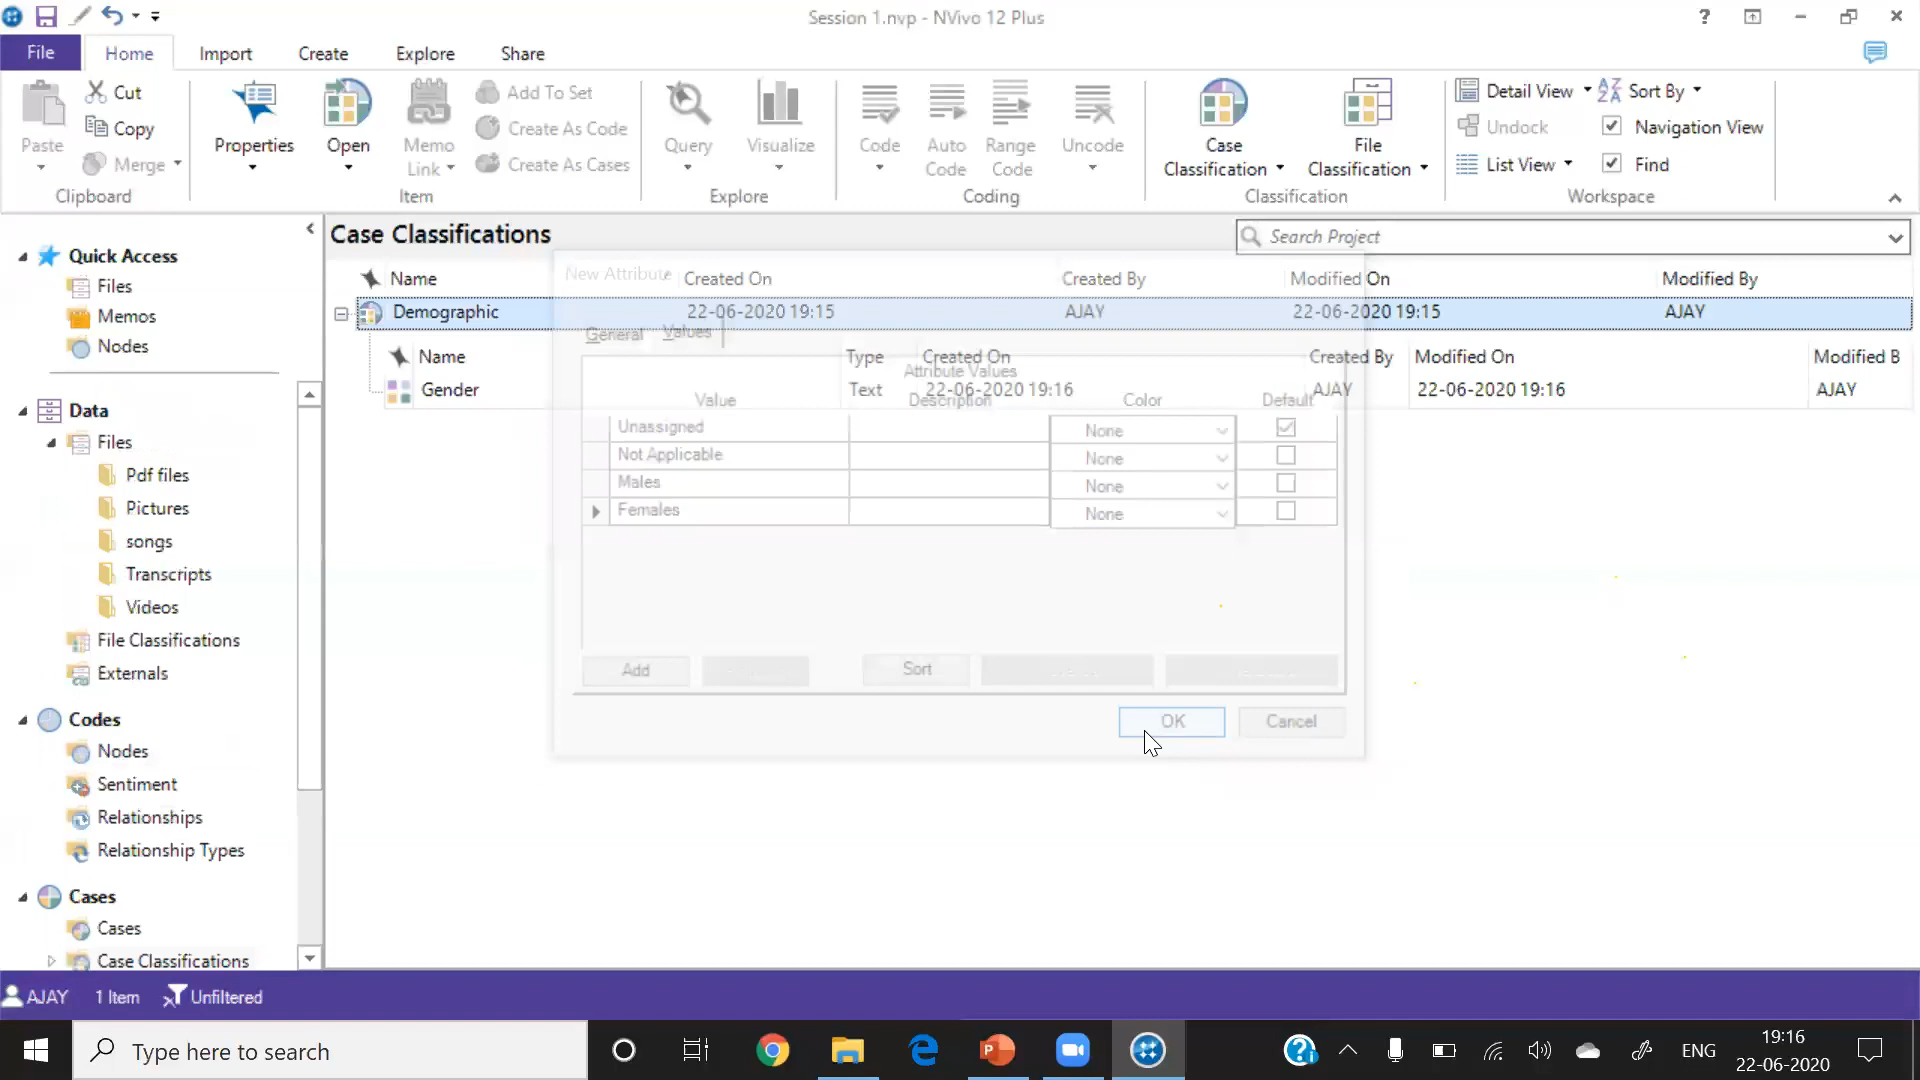 Session 1.nvp - NVivo 12 Plus
?
File Home Import Create Explore Share
Paste
Cut
Copy
Merge
Clipboard
Properties
Open
Memo
Link
Add To Set
Create As Code
Create As Cases
Item
Query
Visualize
Explore
Code
Auto
Code
Range
Code
Uncode
Coding
Case
Classification
File
Classification
Classification
Detail View
Undock
List View
Sort By
Navigation View
Find
Workspace
Quick Access
Files
Memos
Nodes
Data
Files
Pdf files
Pictures
songs
Transcripts
Videos
File Classifications
Externals
Codes
Nodes
Sentiment
Relationships
Relationship Types
Cases
Cases
Case Classifications
Case Classifications
Search Project
Name Created On Created By Modified On Modified By
Demographic 22-06-2020 19:15 AJAY 22-06-2020 19:15 AJAY
Name Type Created On Created By Modified On Modified B
Gender Text 22-06-2020 19:16 AJAY 22-06-2020 19:16 AJAY
New Attribute
General Values
Attribute Values
Value Description Color Default
Unassigned None
Not Applicable None
Males None
Females None
Add Sort
OK Cancel
AJAY 1 Item Unfiltered
Type here to search
ENG
19:16
22-06-2020